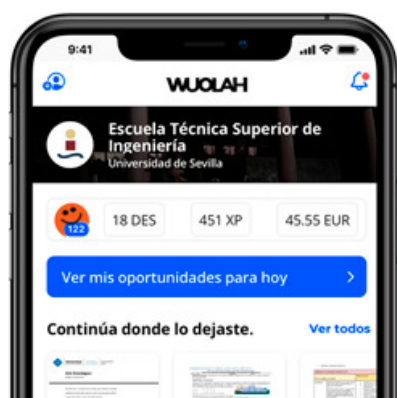 9:41
WUOLAH
Escuela Técnica Superior de
Ingeniería
Universidad de Sevilla
122
18 DES
451 XP
45.55 EUR
Ver mis oportunidades para hoy
Continúa donde lo dejaste.
Ver todos